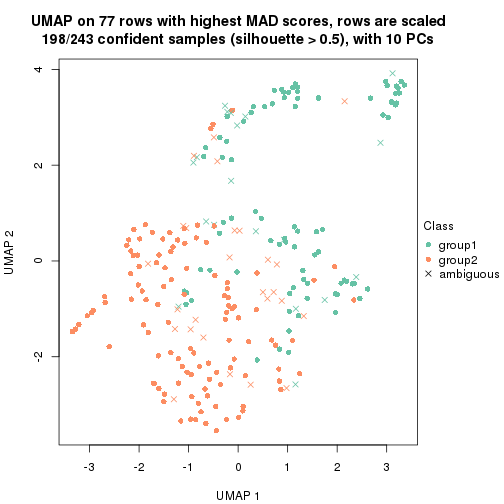 UMAP on 77 rows with highest MAD scores, rows are scaled
198/243 confident samples (silhouette > 0.5), with 10 PCs
4
2
0
-2
UMAP 2
-3 -2 -1 0 1 2 3
UMAP 1
Class
group1
group2
ambiguous